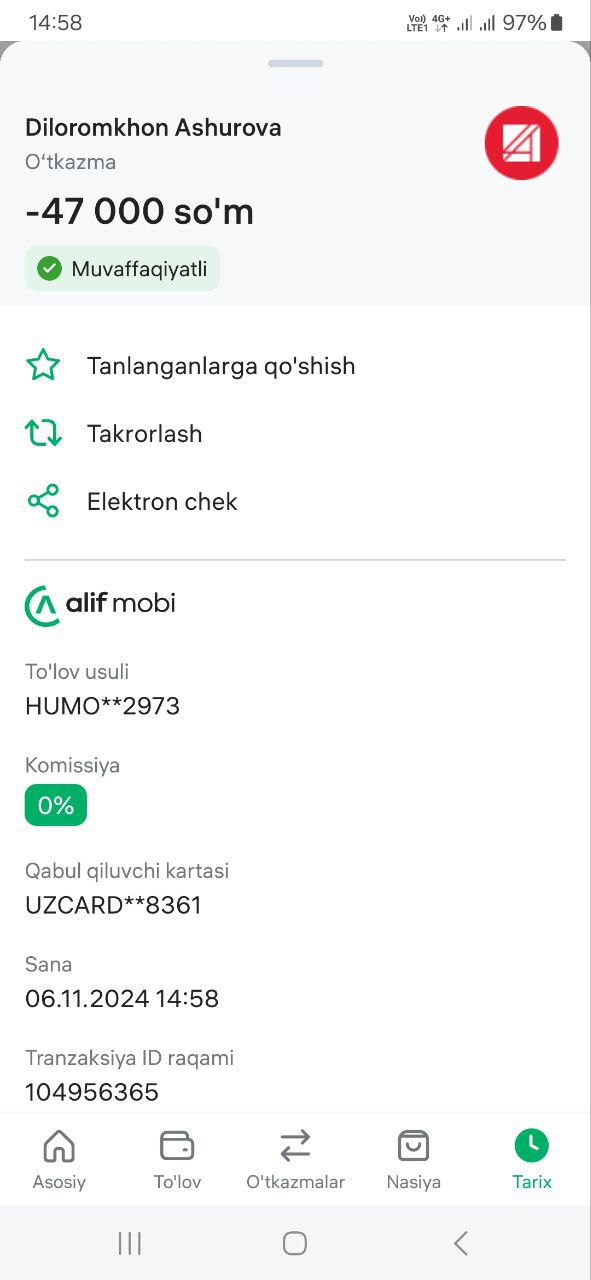 14:58
Vo)) 4G+ 97%
LTE1
Diloromkhon Ashurova
O‘tkazma
-47 000 so'm
Muvaffaqiyatli
Tanlanganlarga qo'shish
Takrorlash
Elektron chek
alif mobi
To'lov usuli
HUMO**2973
Komissiya
0%
Qabul qiluvchi kartasi
UZCARD**8361
Sana
06.11.2024 14:58
Tranzaksiya ID raqami
104956365
Asosiy To'lov O'tkazmalar Nasiya Tarix